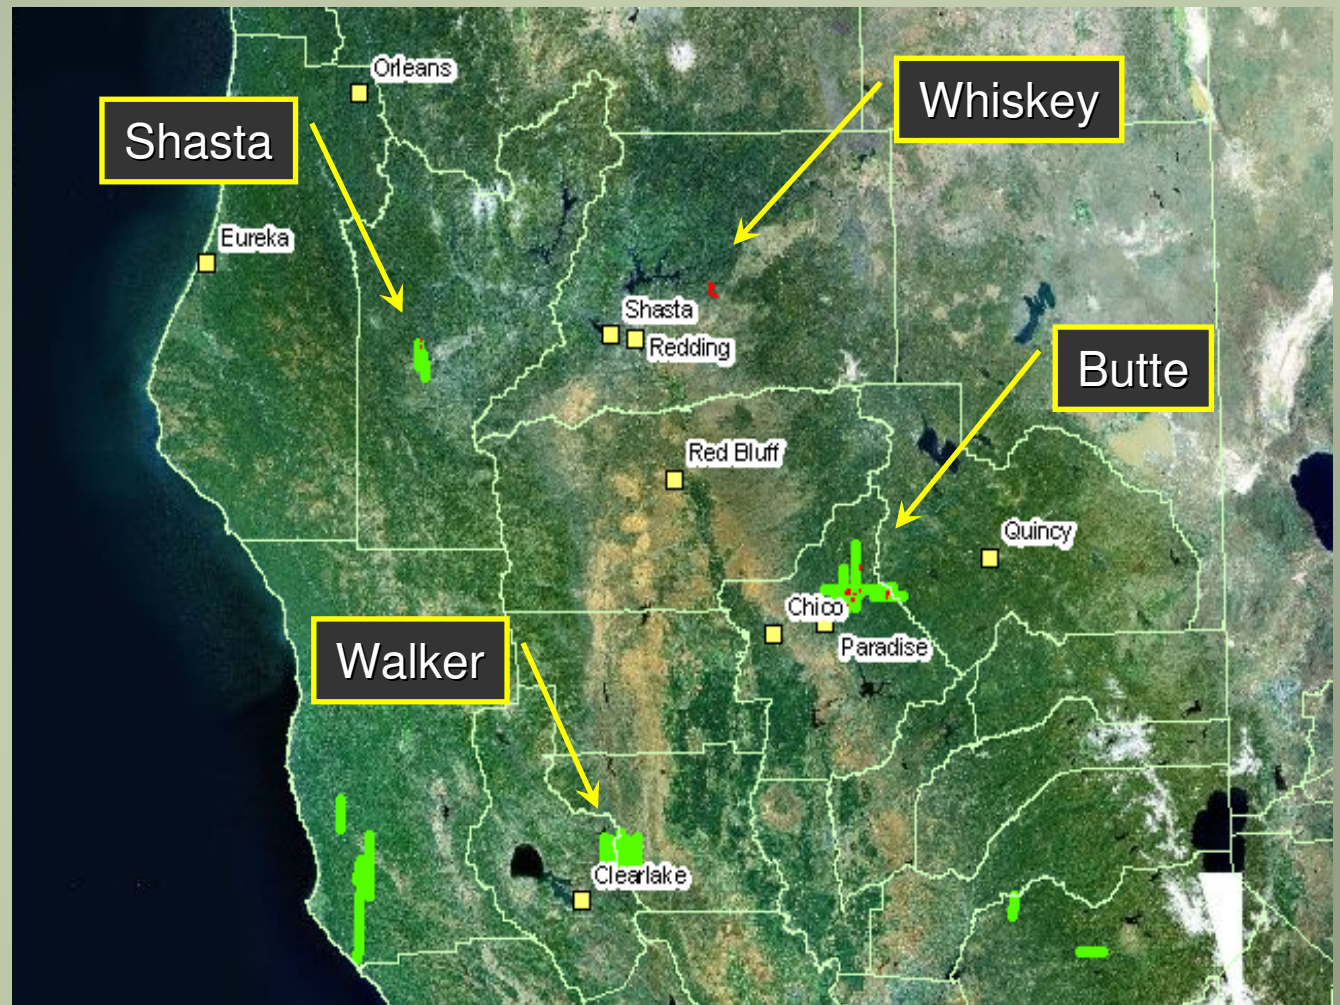 Orleans
Whiskey
Shasta
Eureka
Shasta
Redding
Butte
Red Bluff
Quincy
Chico
Paradise
Walker
Clearlake